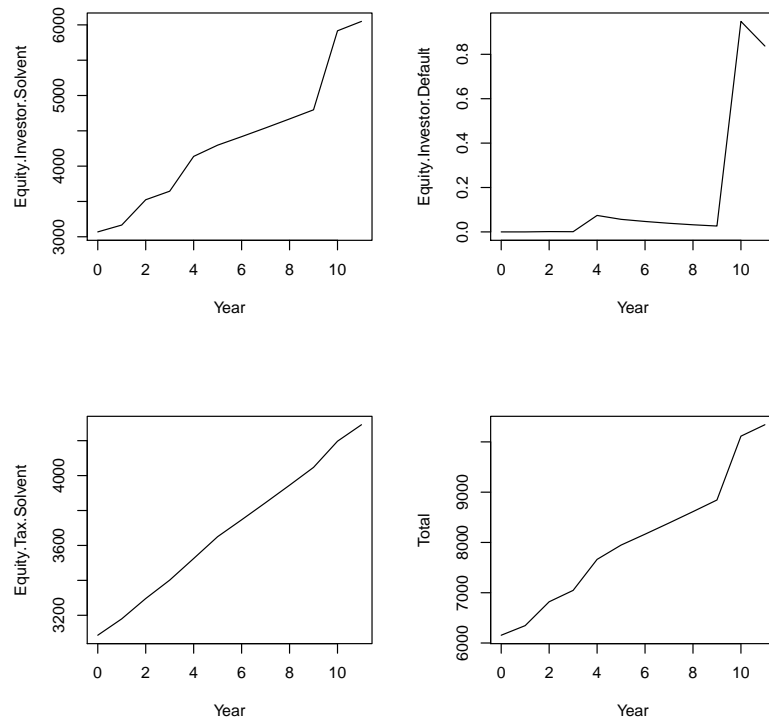 Equity.Investor.Solvent
3000 4000 5000 6000
0 2 4 6 8 10
Year
Equity.Investor.Default
0.0 0.2 0.4 0.6 0.8
0 2 4 6 8 10
Year
Equity.Tax.Solvent
3200 3600 4000
0 2 4 6 8 10
Year
Total
6000 7000 8000 9000
0 2 4 6 8 10
Year